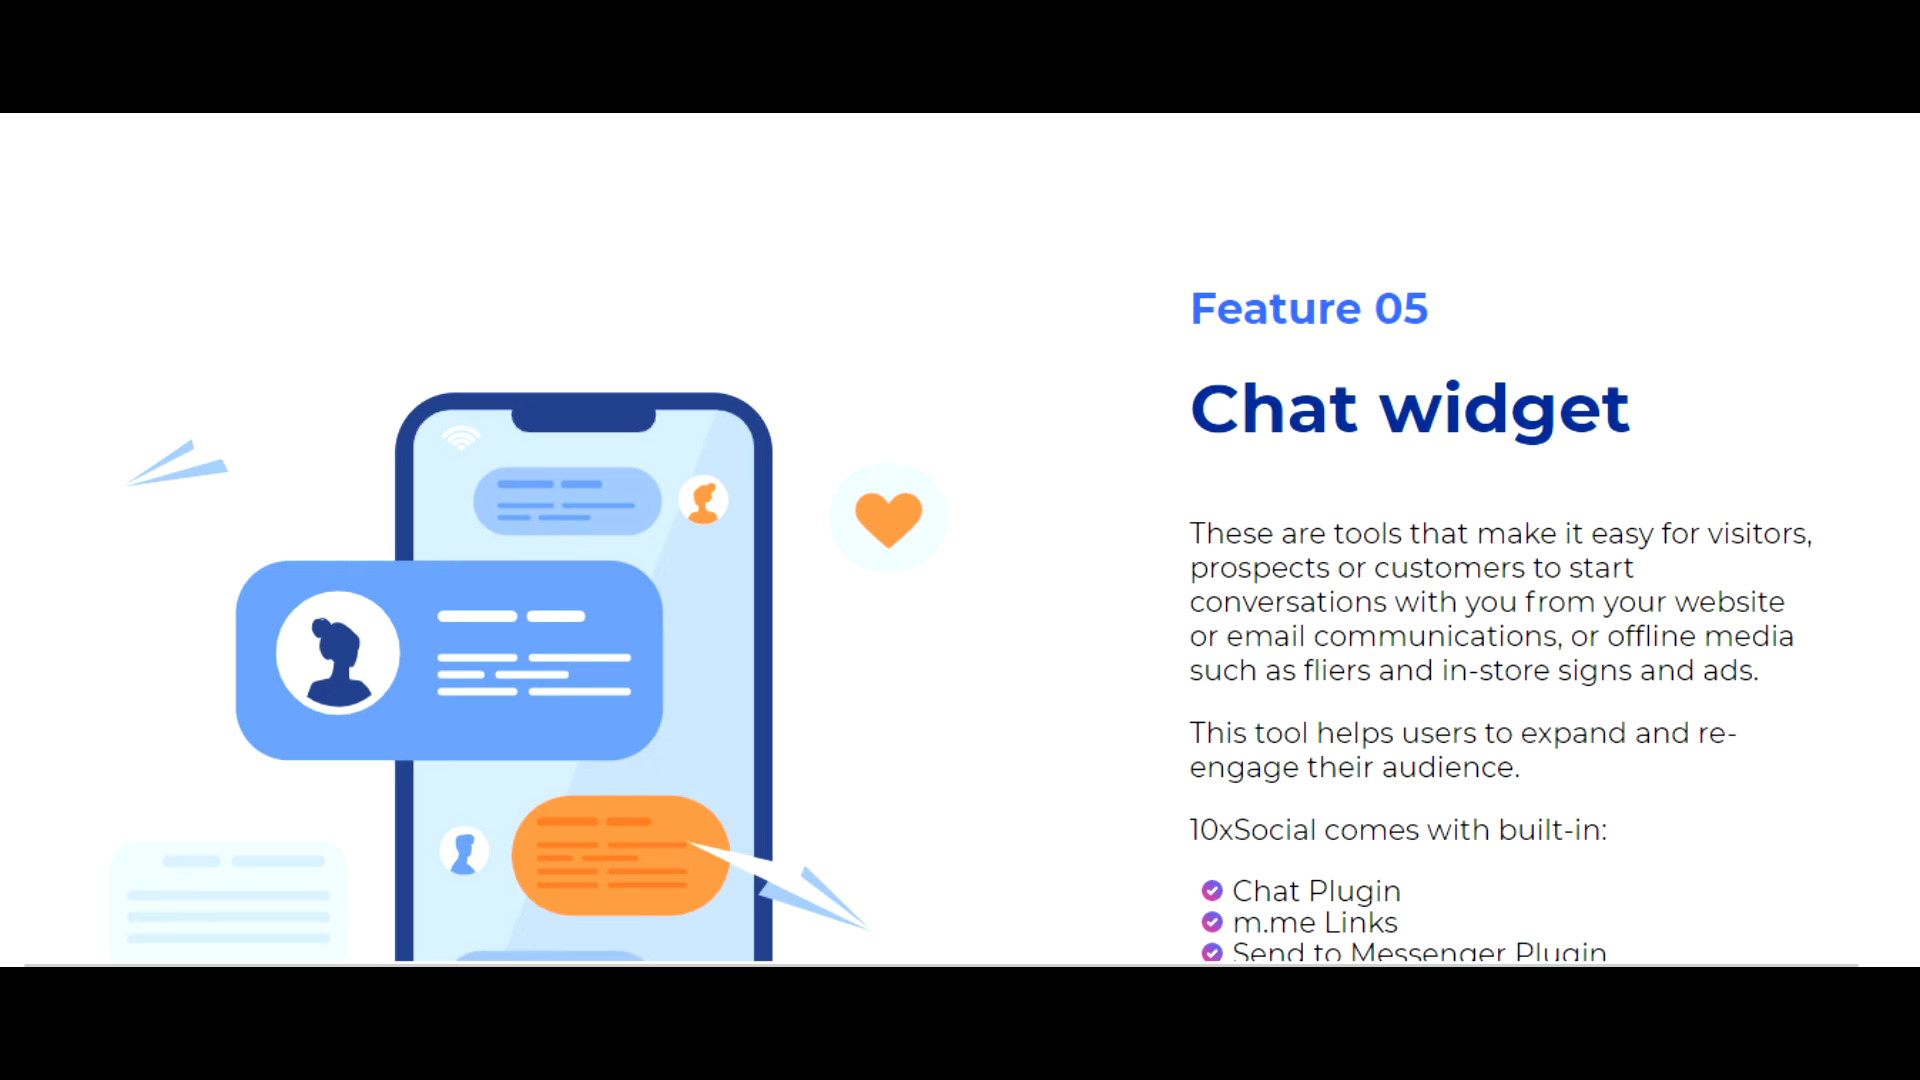 Feature 05
Chat widget
These are tools that make it easy for visitors,
prospects or customers to start
conversations with you from your website
or email communications, or offline media
such as fliers and in-store signs and ads.
This tool helps users to expand and re-
engage their audience.
10xSocial comes with built-in:
Chat Plugin
m.me Links
Send to Messenger Plugin